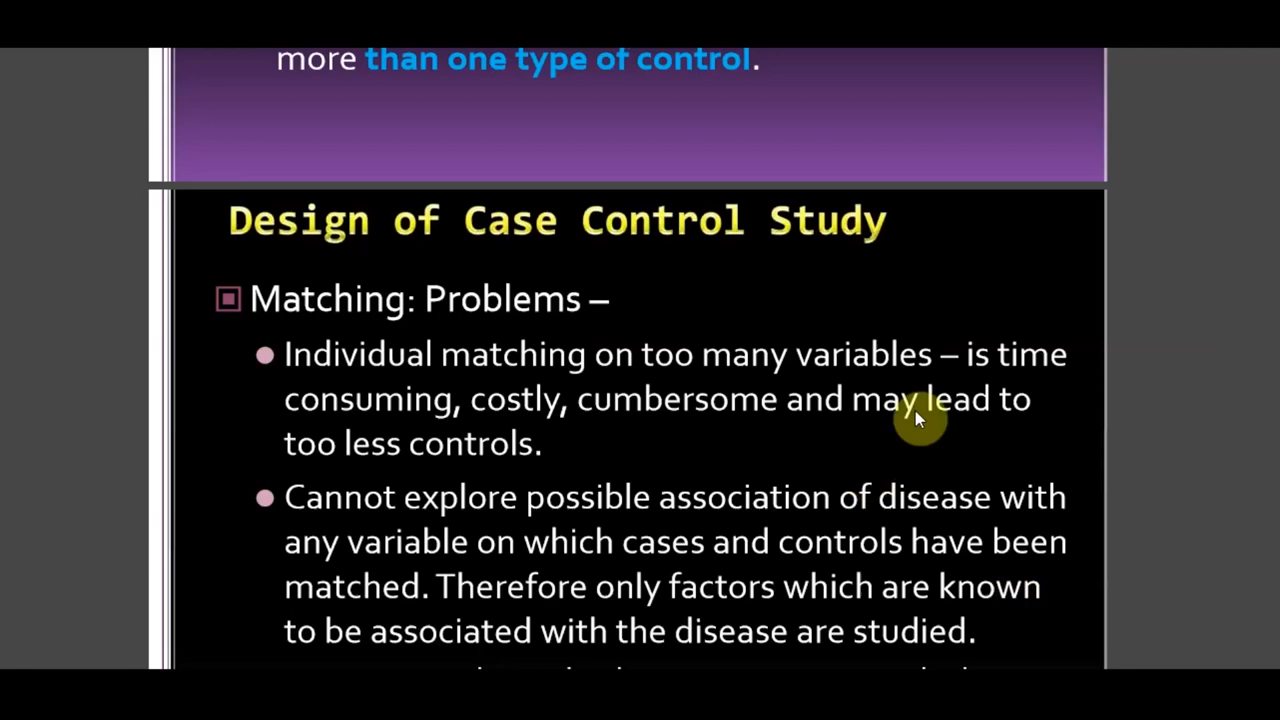 more than one type of control.
Design of Case Control Study
Matching: Problems –
Individual matching on too many variables – is time
consuming, costly, cumbersome and may lead to
too less controls.
Cannot explore possible association of disease with
any variable on which cases and controls have been
matched. Therefore only factors which are known
to be associated with the disease are studied.